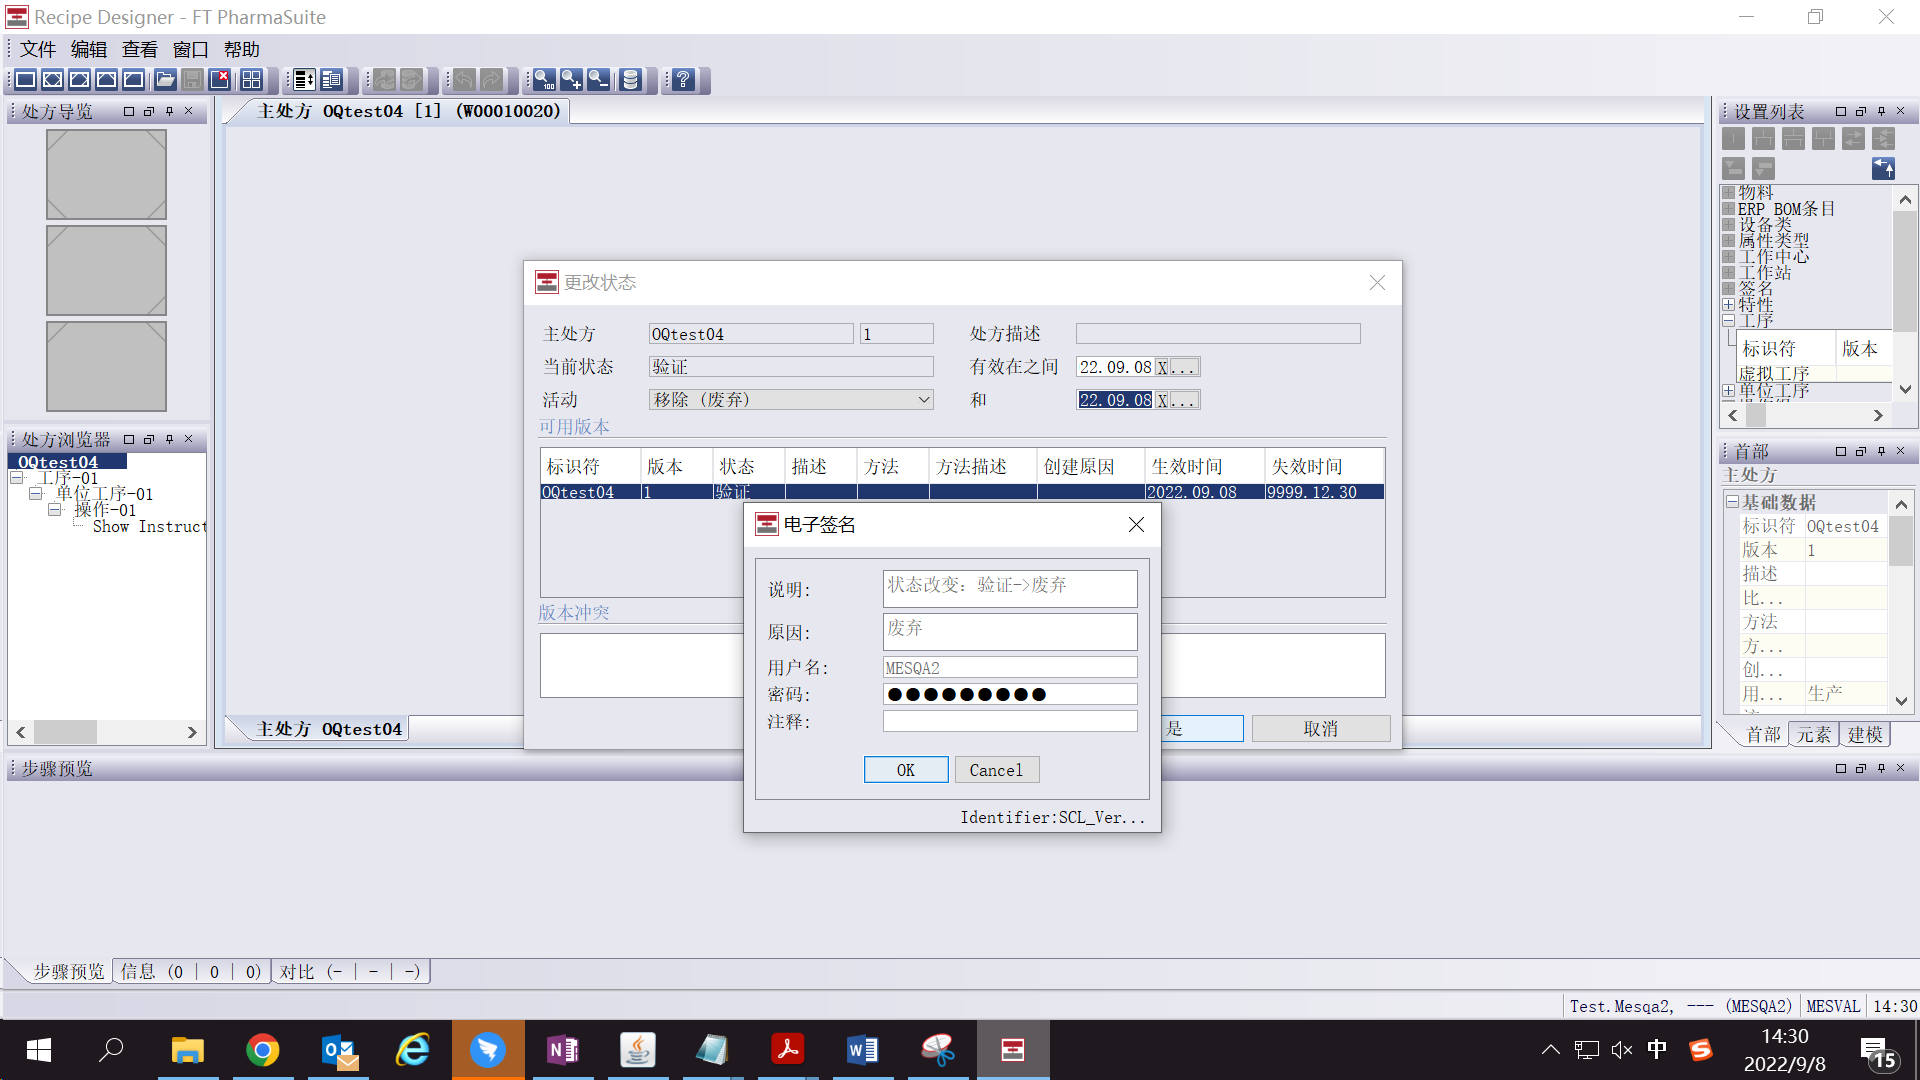 Recipe Designer - FT PharmaSuite
文件 编辑 查看 窗口 帮助
处方导览
主处方 OQtest04 [1] (W00010020)
设置列表
物料
ERP BOM条目
设备类
属性类型
工作中心
工作站
签名
特性
工序
标识符 版本
虚拟工序
单位工序
更改状态
主处方 OQtest04 1 处方描述
当前状态 验证 有效在之间 22.09.08 X ...
活动 移除 (废弃) 和 22.09.08 X ...
可用版本
标识符 版本 状态 描述 方法 方法描述 创建原因 生效时间 失效时间
OQtest04 1 验证 2022.09.08 9999.12.30
版本冲突
是 取消
电子签名
说明: 状态改变: 验证->废弃
原因: 废弃
用户名: MESQA2
密码: ●●●●●●●●●
注释:
OK Cancel
Identifier:SCL_Ver...
处方浏览器
OQtest04
工序-01
单位工序-01
操作-01
Show Instruct
主处方 OQtest04
首部
主处方
基础数据
标识符 OQtest04
版本 1
描述
比...
方法
方...
创...
用... 生产
首部 元素 建模
步骤预览
步骤预览 信息 (0 | 0 | 0) 对比 (- | - | -)
Test.Mesqa2, --- (MESQA2) MESVAL 14:30
中
14:30
2022/9/8
15